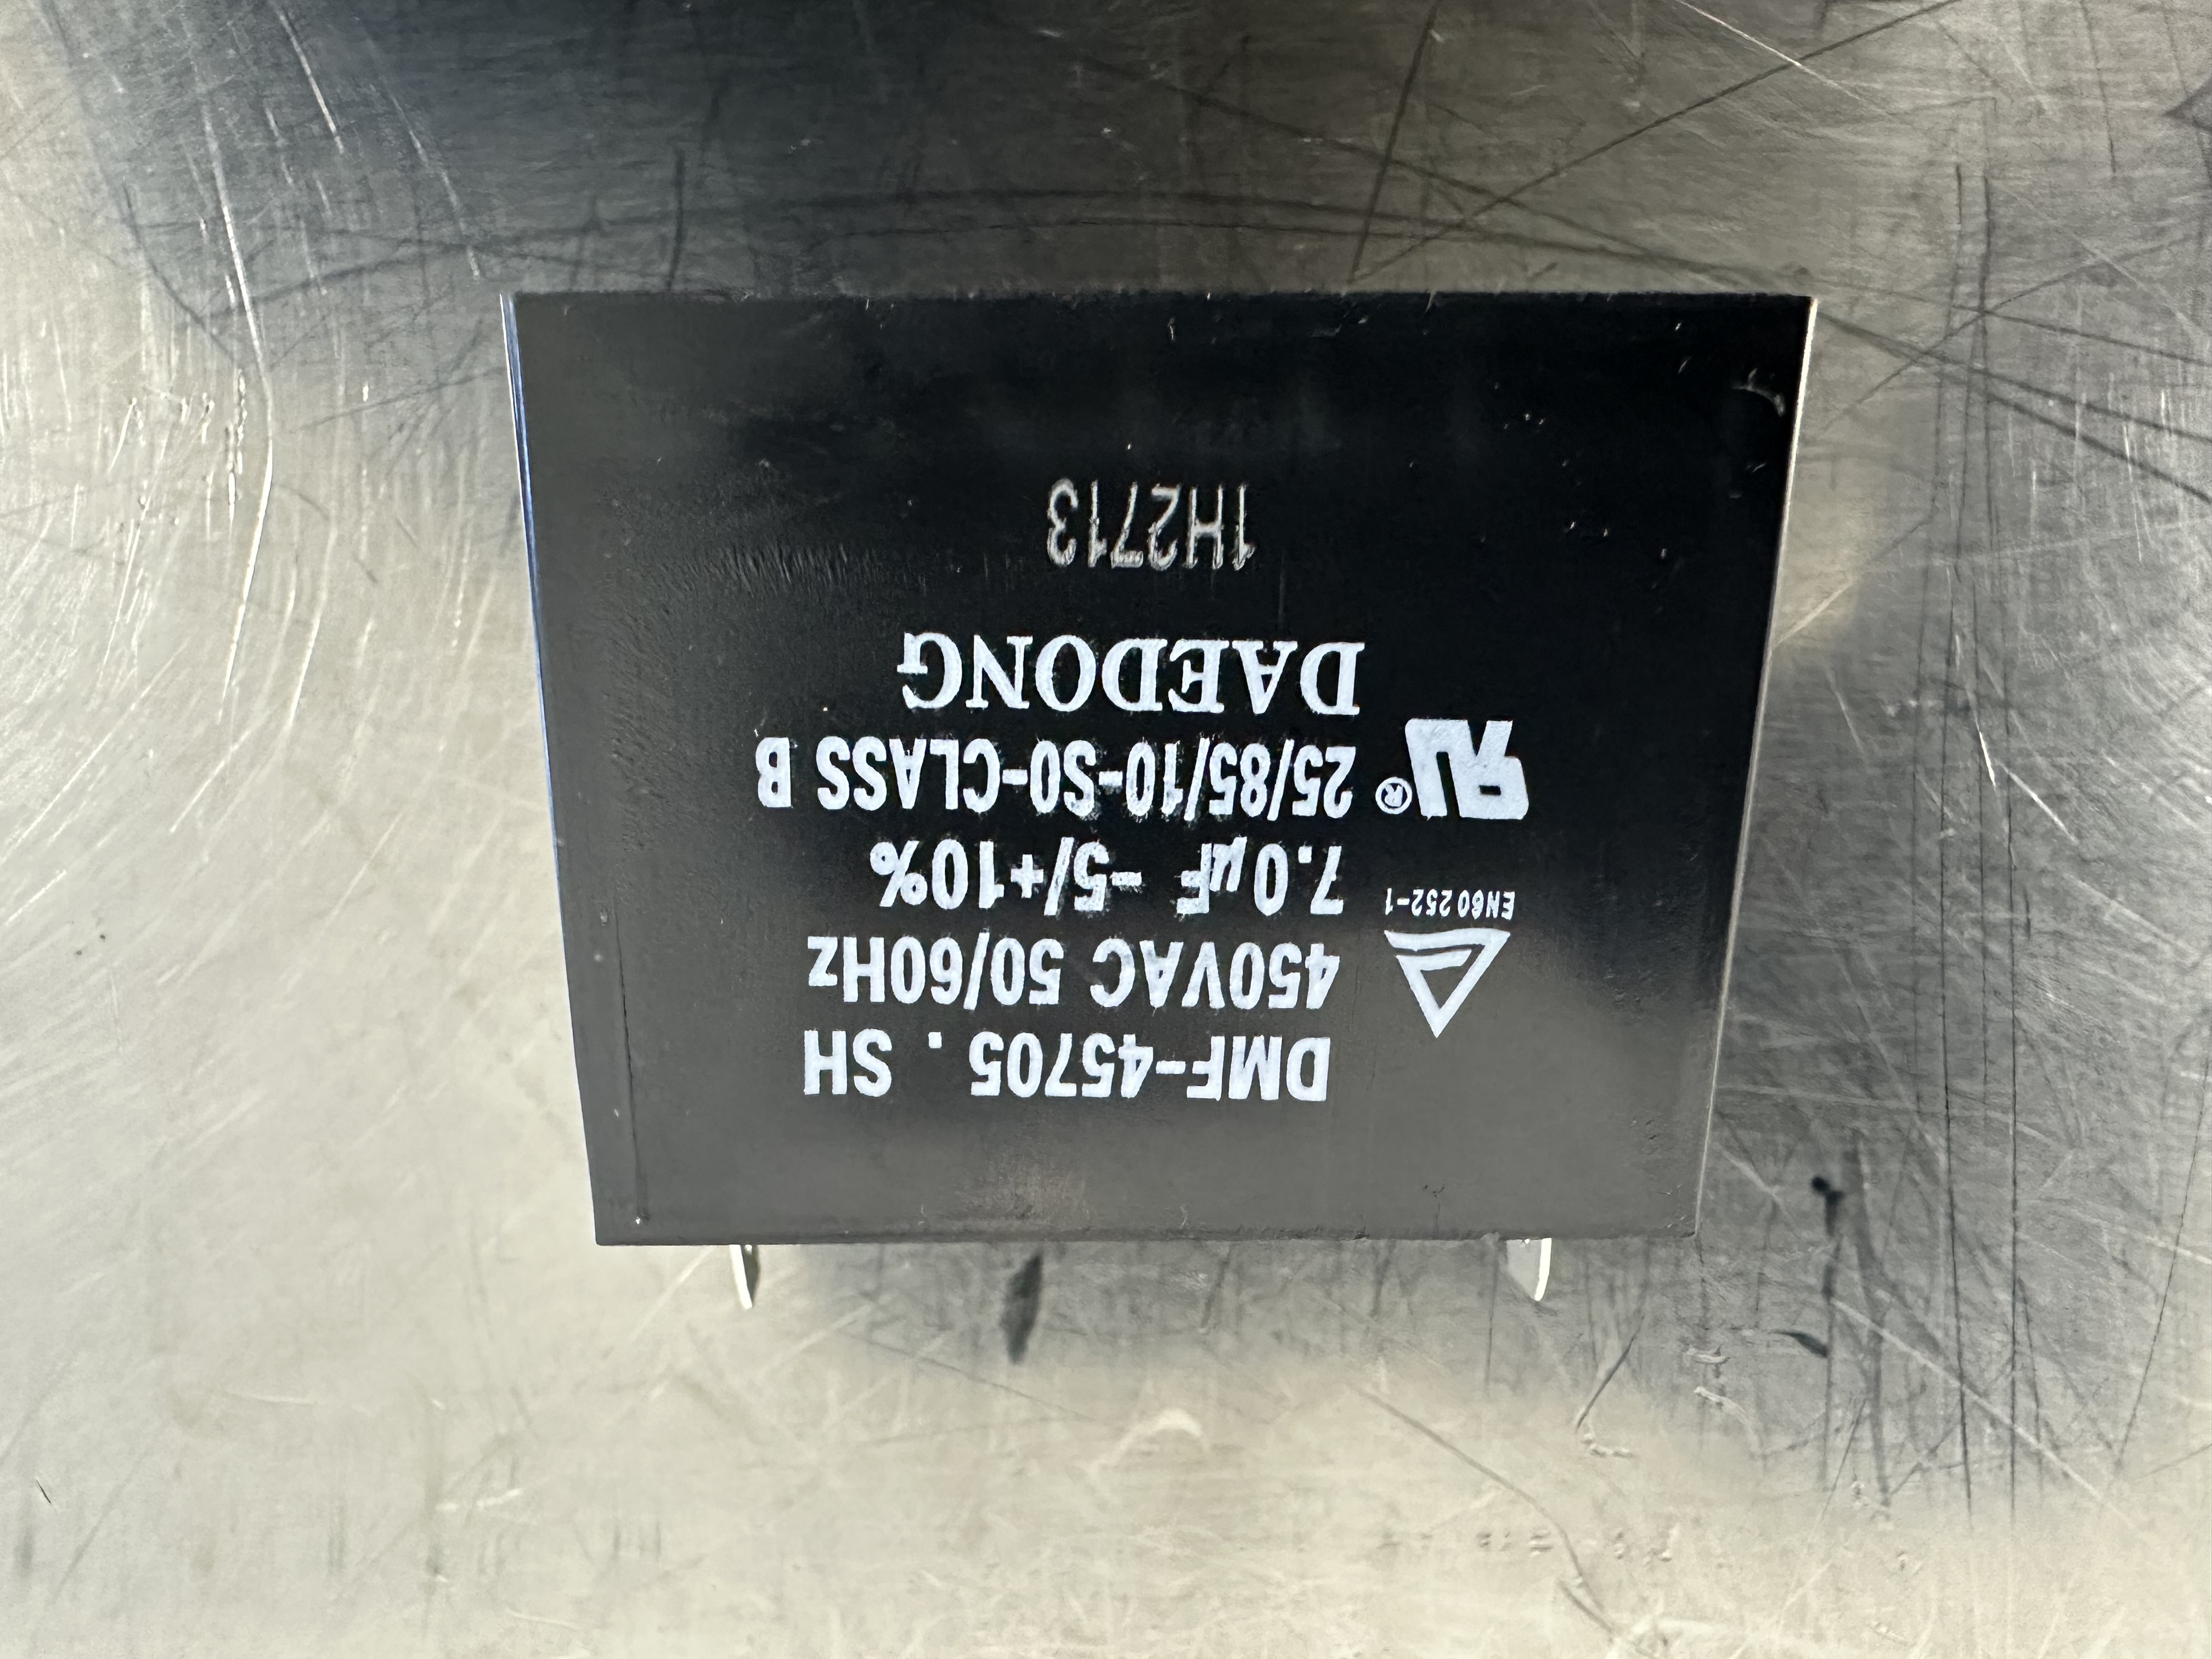 DMF-45705 . SH
450VAC 50/60Hz
EN60 252-1
7.0µF -5/+10%
25/85/10-S0-CLASS B
DAEDONG
1H2713